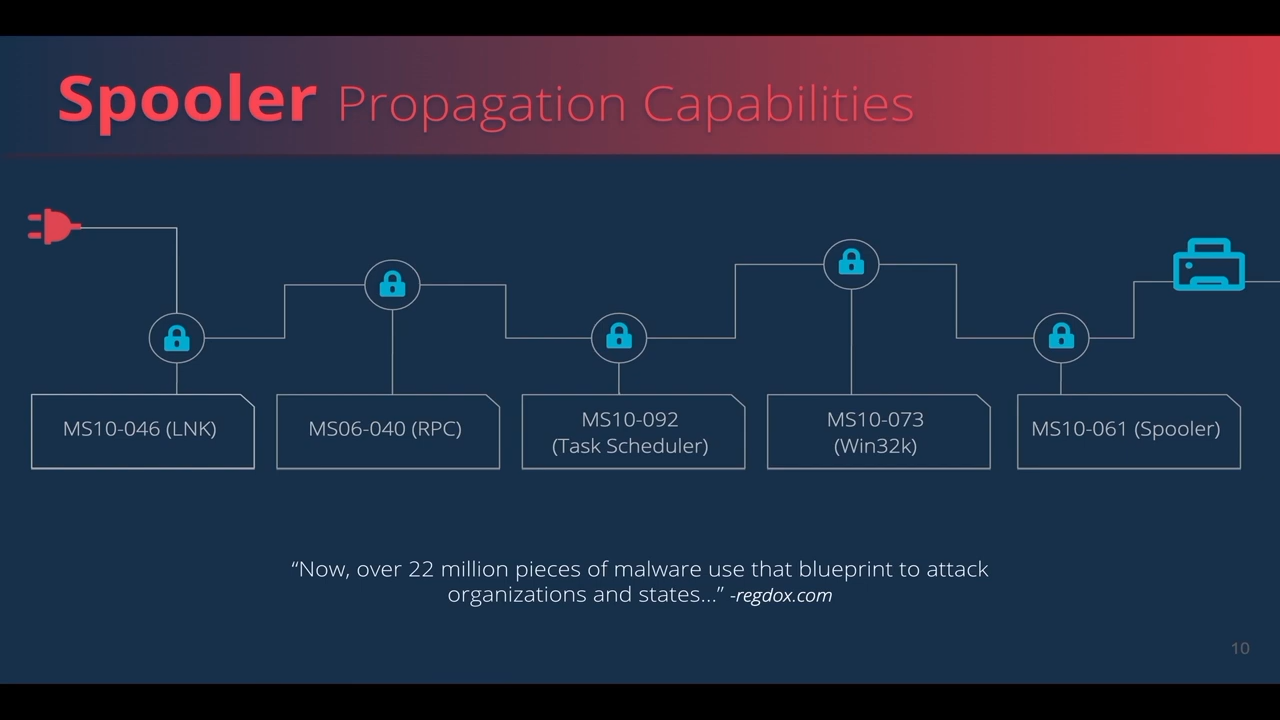 Spooler Propagation Capabilities
MS10-046 (LNK)
MS06-040 (RPC)
MS10-092
(Task Scheduler)
MS10-073
(Win32k)
MS10-061 (Spooler)
“Now, over 22 million pieces of malware use that blueprint to attack
organizations and states...” -regdox.com
10